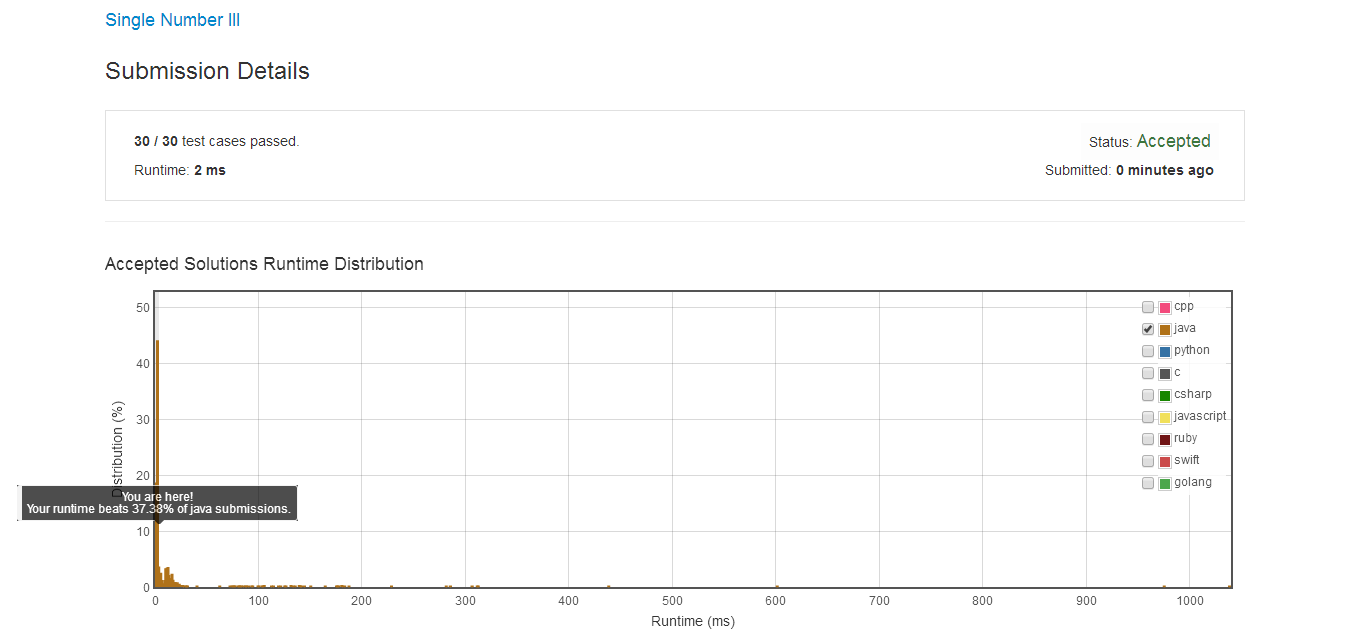 Single Number III
Submission Details
30 / 30 test cases passed.
Status: Accepted
Runtime: 2 ms
Submitted: 0 minutes ago
Accepted Solutions Runtime Distribution
50
40
30
20
10
0
Distribution (%)
You are here!
Your runtime beats 37.38% of java submissions.
cpp
java
python
c
csharp
javascript
ruby
swift
golang
0 100 200 300 400 500 600 700 800 900 1000
Runtime (ms)